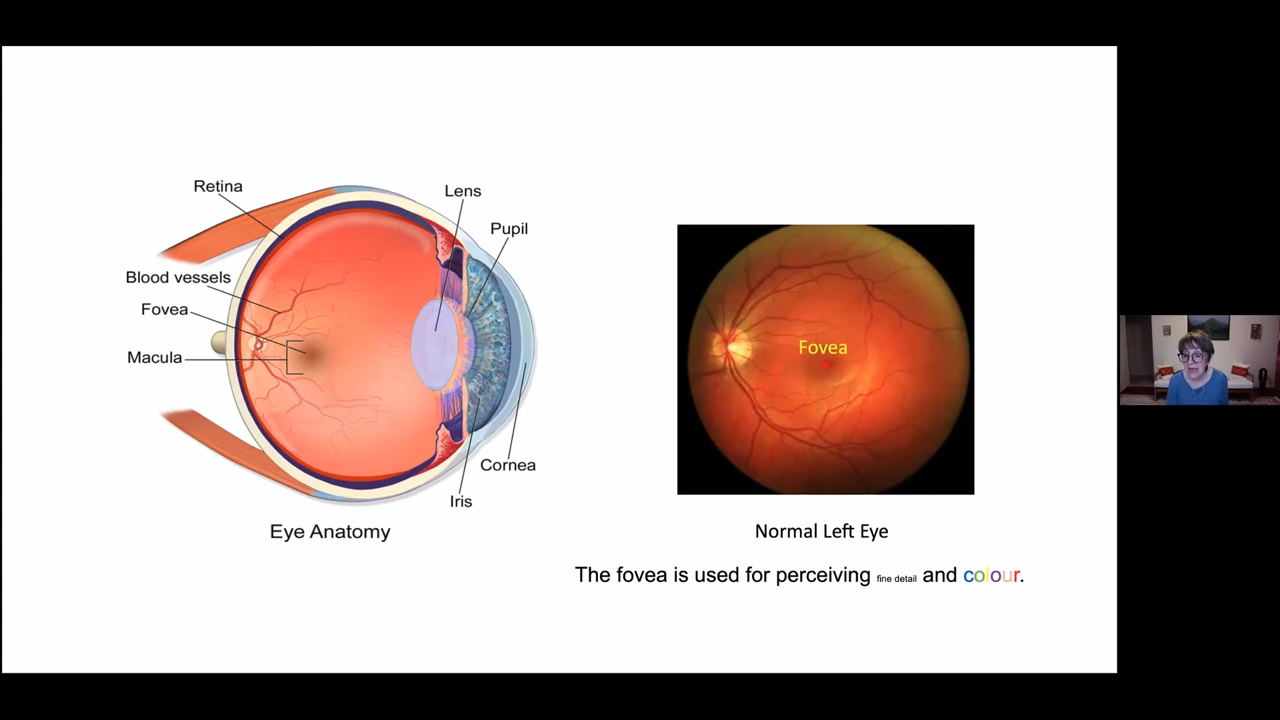 Retina
Lens
Pupil
Blood vessels
Fovea
Macula
Cornea
Iris
Eye Anatomy
Fovea
Normal Left Eye
The fovea is used for perceiving fine detail and colour.